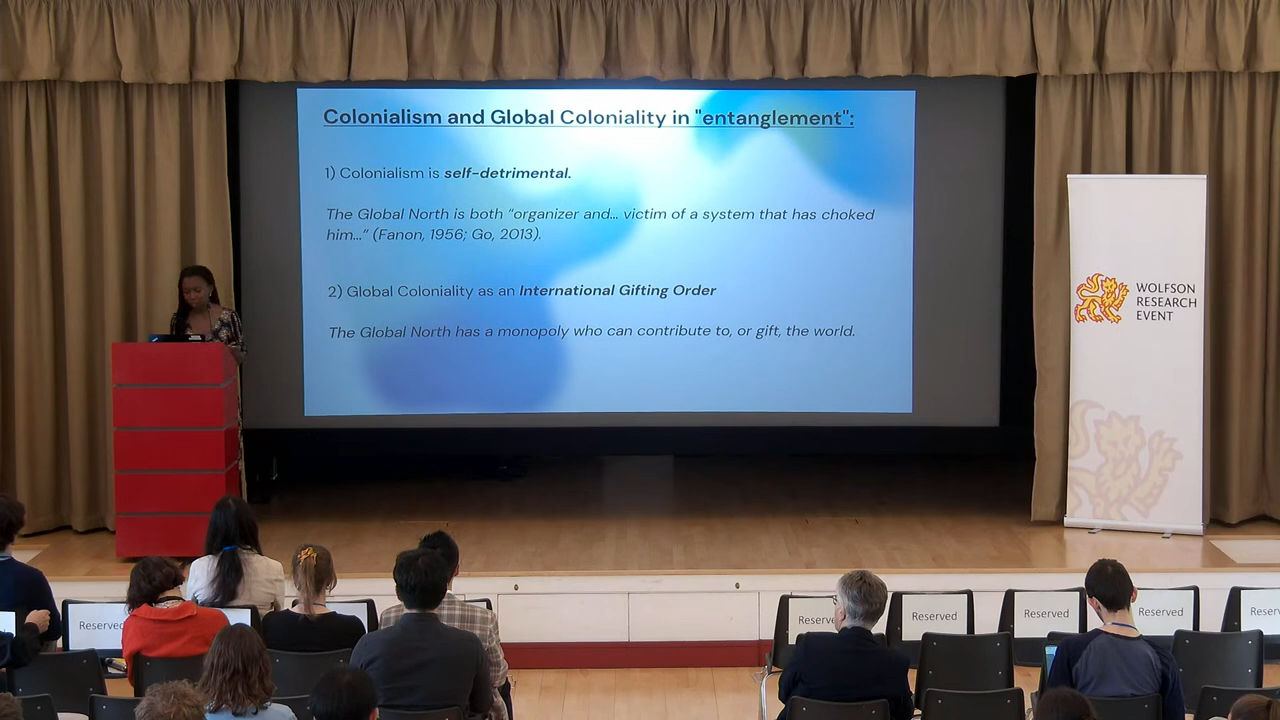 Colonialism and Global Coloniality in "entanglement":
1) Colonialism is self-detrimental.
The Global North is both “organizer and... victim of a system that has choked
him...” (Fanon, 1956; Go, 2013).
2) Global Coloniality as an International Gifting Order
The Global North has a monopoly who can contribute to, or gift, the world.
WOLFSON
RESEARCH
EVENT
Reserved
Reserved
Reserved
Reserved